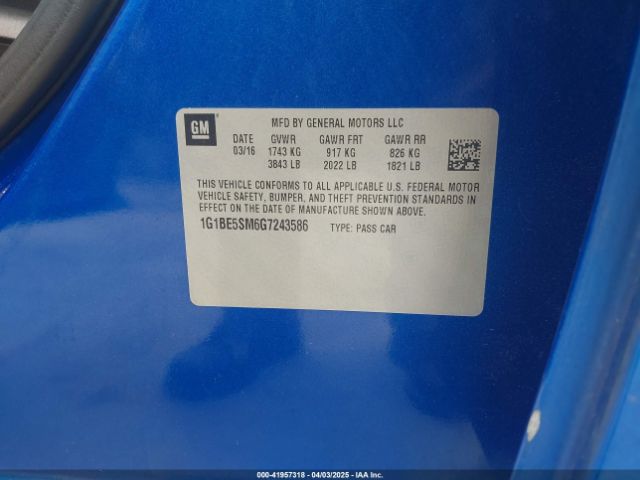 GM
MFD BY GENERAL MOTORS LLC
DATE GVWR GAWR FRT GAWR RR
03/16 1743 KG 917 KG 826 KG
3843 LB 2022 LB 1821 LB
THIS VEHICLE CONFORMS TO ALL APPLICABLE U.S. FEDERAL MOTOR
VEHICLE SAFETY, BUMPER, AND THEFT PREVENTION STANDARDS IN
EFFECT ON THE DATE OF MANUFACTURE SHOWN ABOVE.
1G1BE5SM6G7243586 TYPE: PASS CAR
000-41957318 | 04/03/2025 | Copyright © IAA, Inc.